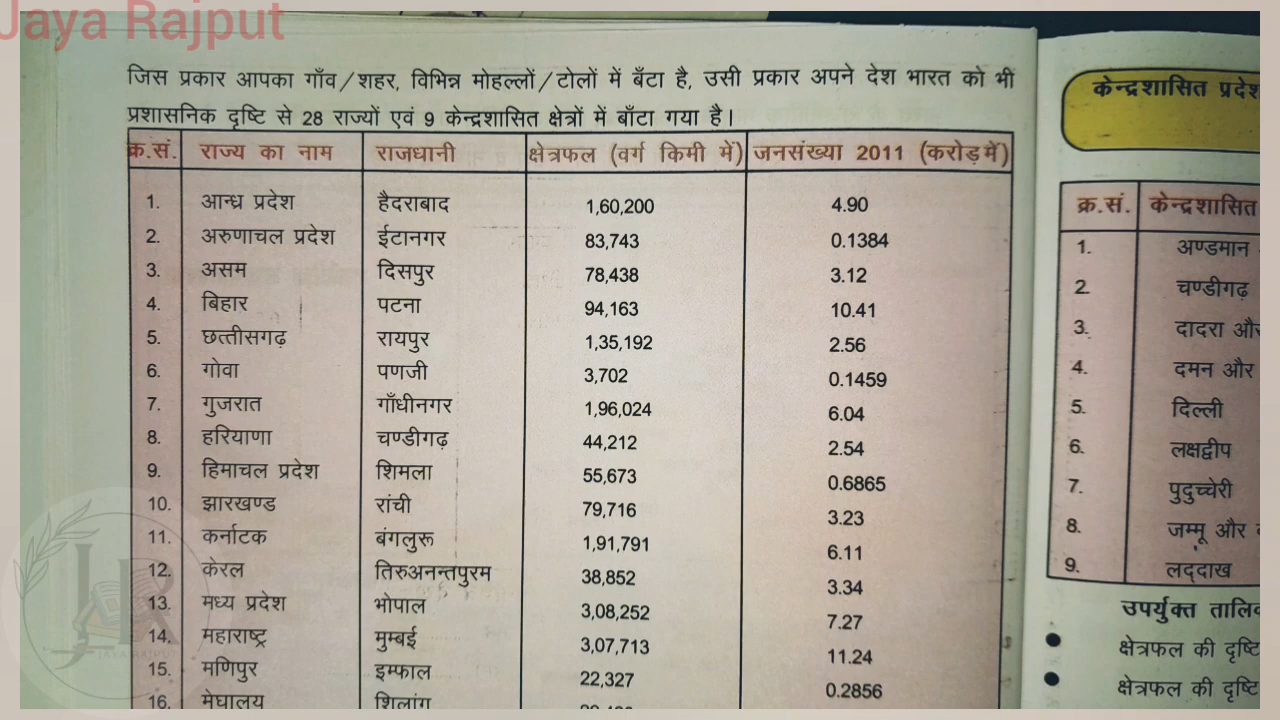 Jaya Rajput
जिस प्रकार आपका गाँव/शहर, विभिन्न मोहल्लों/टोलों में बँटा है, उसी प्रकार अपने देश भारत को भी
प्रशासनिक दृष्टि से 28 राज्यों एवं 9 केन्द्रशासित क्षेत्रों में बाँटा गया है।
क्र.सं. राज्य का नाम राजधानी क्षेत्रफल (वर्ग किमी में) जनसंख्या 2011 (करोड़ में)
1. आन्ध्र प्रदेश हैदराबाद 1,60,200 4.90
2. अरुणाचल प्रदेश ईटानगर 83,743 0.1384
3. असम दिसपुर 78,438 3.12
4. बिहार पटना 94,163 10.41
5. छत्तीसगढ़ रायपुर 1,35,192 2.56
6. गोवा पणजी 3,702 0.1459
7. गुजरात गाँधीनगर 1,96,024 6.04
8. हरियाणा चण्डीगढ़ 44,212 2.54
9. हिमाचल प्रदेश शिमला 55,673 0.6865
10. झारखण्ड रांची 79,716 3.23
11. कर्नाटक बंगलुरू 1,91,791 6.11
12. केरल तिरुअनन्तपुरम 38,852 3.34
13. मध्य प्रदेश भोपाल 3,08,252 7.27
14. महाराष्ट्र मुम्बई 3,07,713 11.24
15. मणिपुर इम्फाल 22,327 0.2856
16. मेघालय शिलांग
केन्द्रशासित प्रदेश
क्र.सं. केन्द्रशासित
1. अण्डमान
2. चण्डीगढ़
3. दादरा और
4. दमन और
5. दिल्ली
6. लक्षद्वीप
7. पुदुच्चेरी
8. जम्मू और
9. लद्दाख
उपर्युक्त
क्षेत्रफल की दृष्टि
क्षेत्रफल की दृष्टि
JR
JAYA RAJPUT